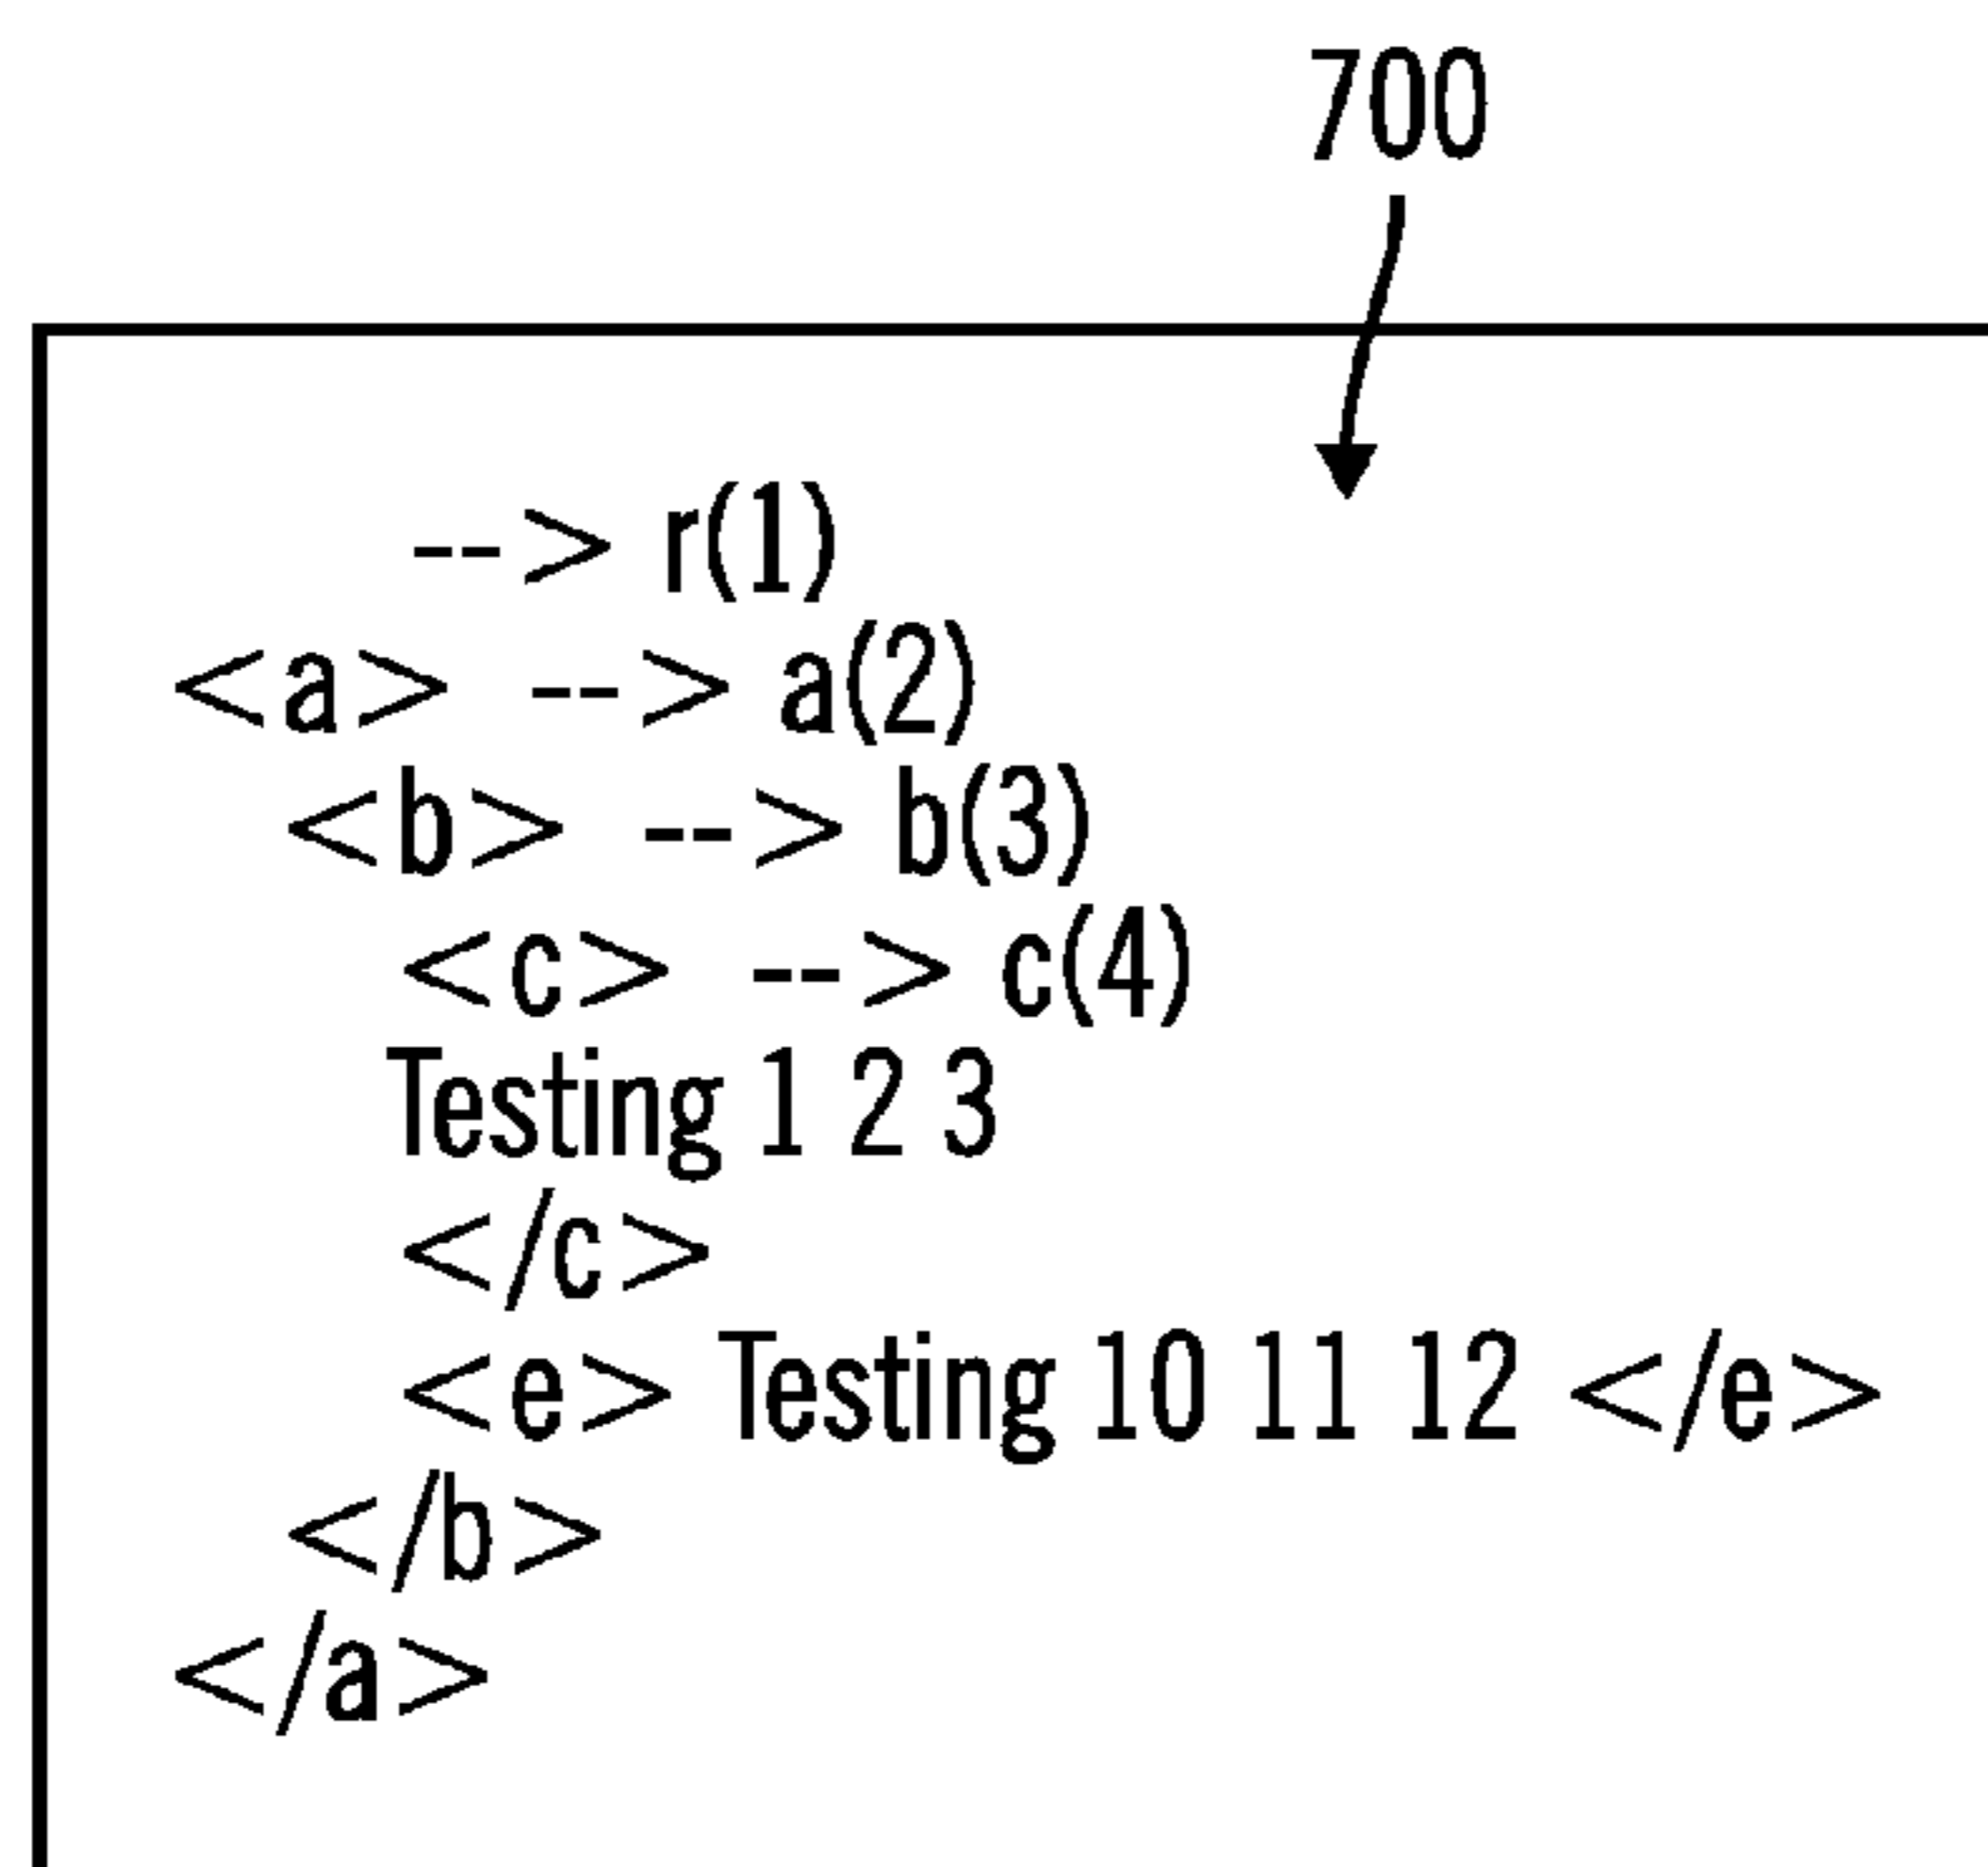 700
--> r(1)
<a> --> a(2)
<b> --> b(3)
<c> --> c(4)
Testing 1 2 3
</c>
<e> Testing 10 11 12 </e>
</b>
</a>